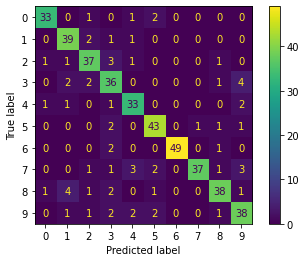 0 33 0 1 0 1 2 0 0 0 0
1 0 39 2 1 1 0 0 0 0 0
2 1 1 37 3 1 0 0 0 1 0
3 0 2 2 36 0 0 0 0 1 4
4 1 1 0 1 33 0 0 0 0 2
5 0 0 0 2 0 43 0 1 1 1
6 0 0 0 2 0 0 49 0 1 0
7 0 0 1 1 3 2 0 37 1 3
8 1 4 1 2 0 1 0 0 38 1
9 0 1 1 2 2 2 0 0 1 38
0 1 2 3 4 5 6 7 8 9
Predicted label
True label
40
30
20
10
0